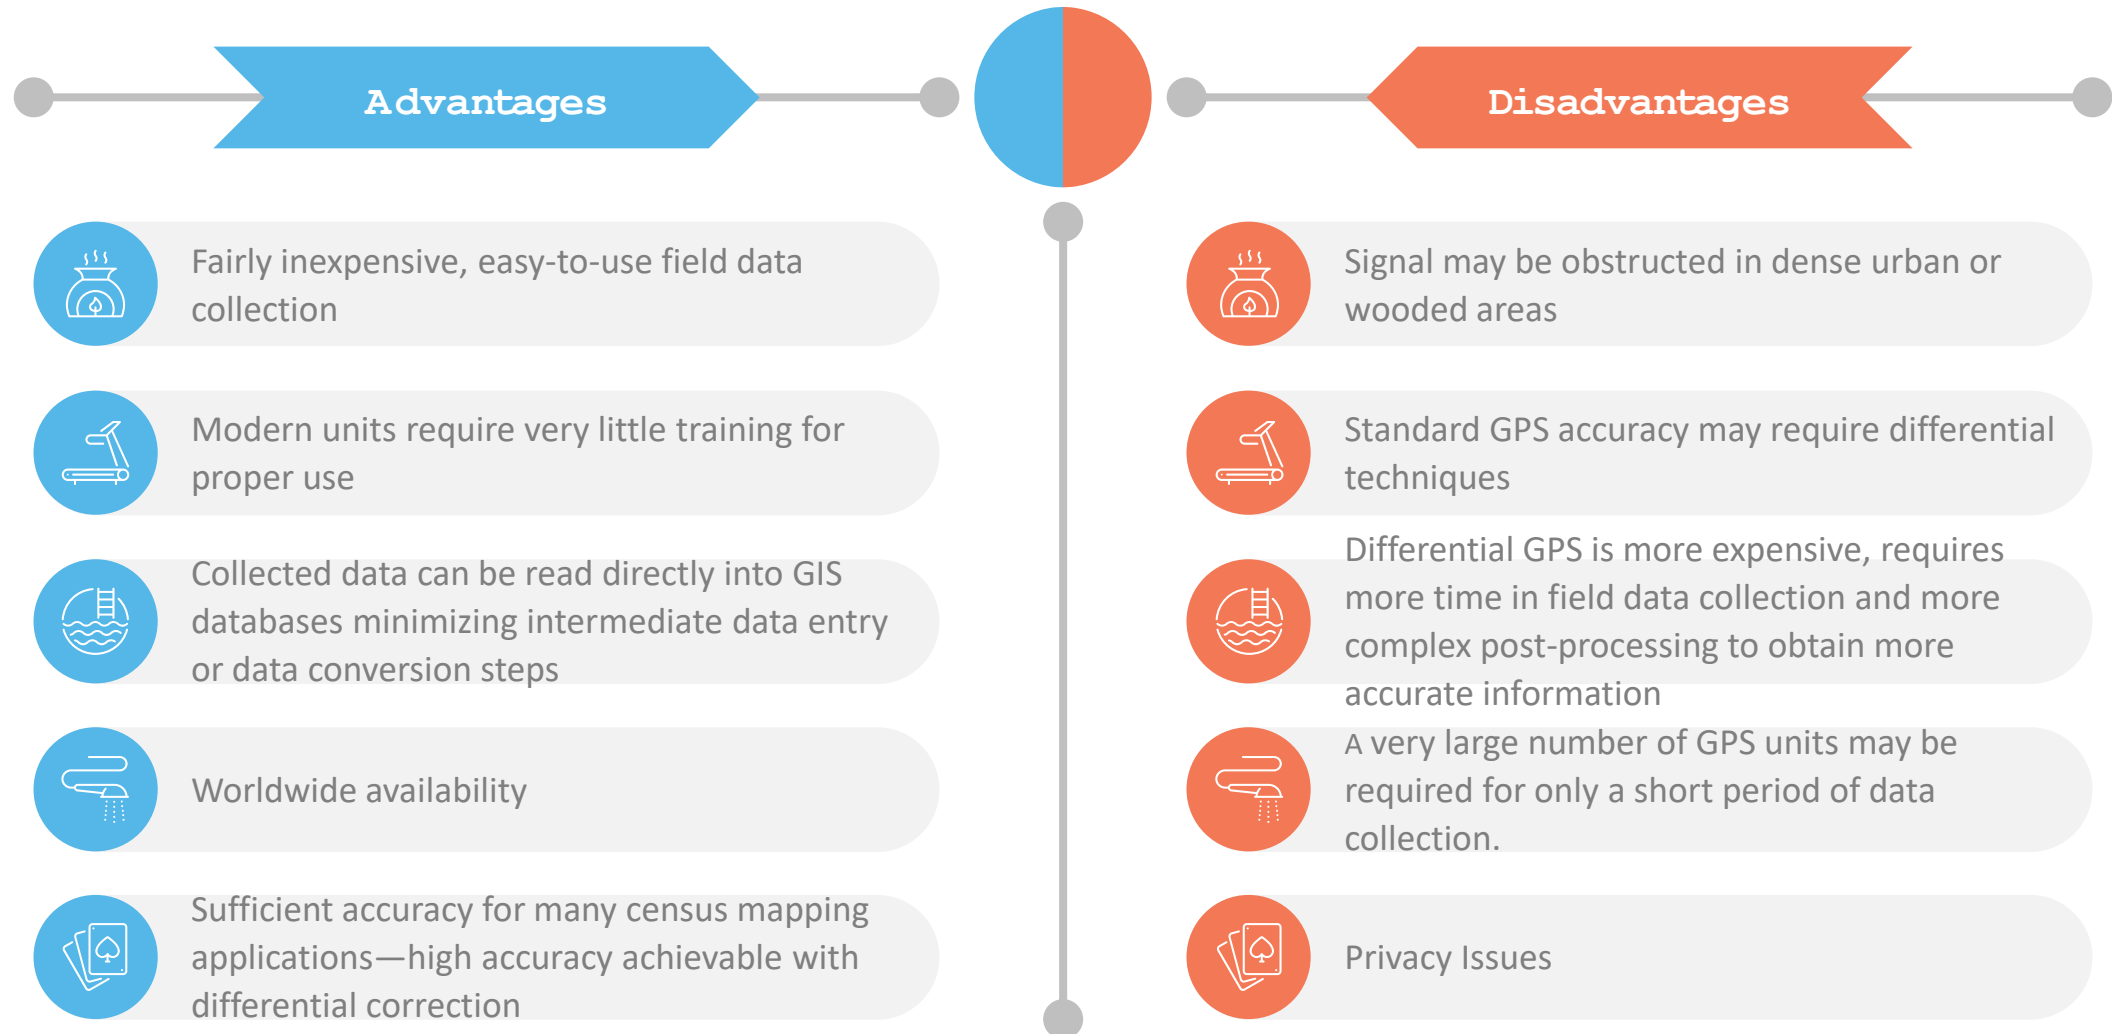 Advantages
Fairly inexpensive, easy-to-use field data
collection
Modern units require very little training for
proper use
Collected data can be read directly into GIS
databases minimizing intermediate data entry
or data conversion steps
Worldwide availability
Sufficient accuracy for many census mapping
applications—high accuracy achievable with
differential correction
Disadvantages
Signal may be obstructed in dense urban or
wooded areas
Standard GPS accuracy may require differential
techniques
Differential GPS is more expensive, requires
more time in field data collection and more
complex post-processing to obtain more
accurate information
A very large number of GPS units may be
required for only a short period of data
collection.
Privacy Issues